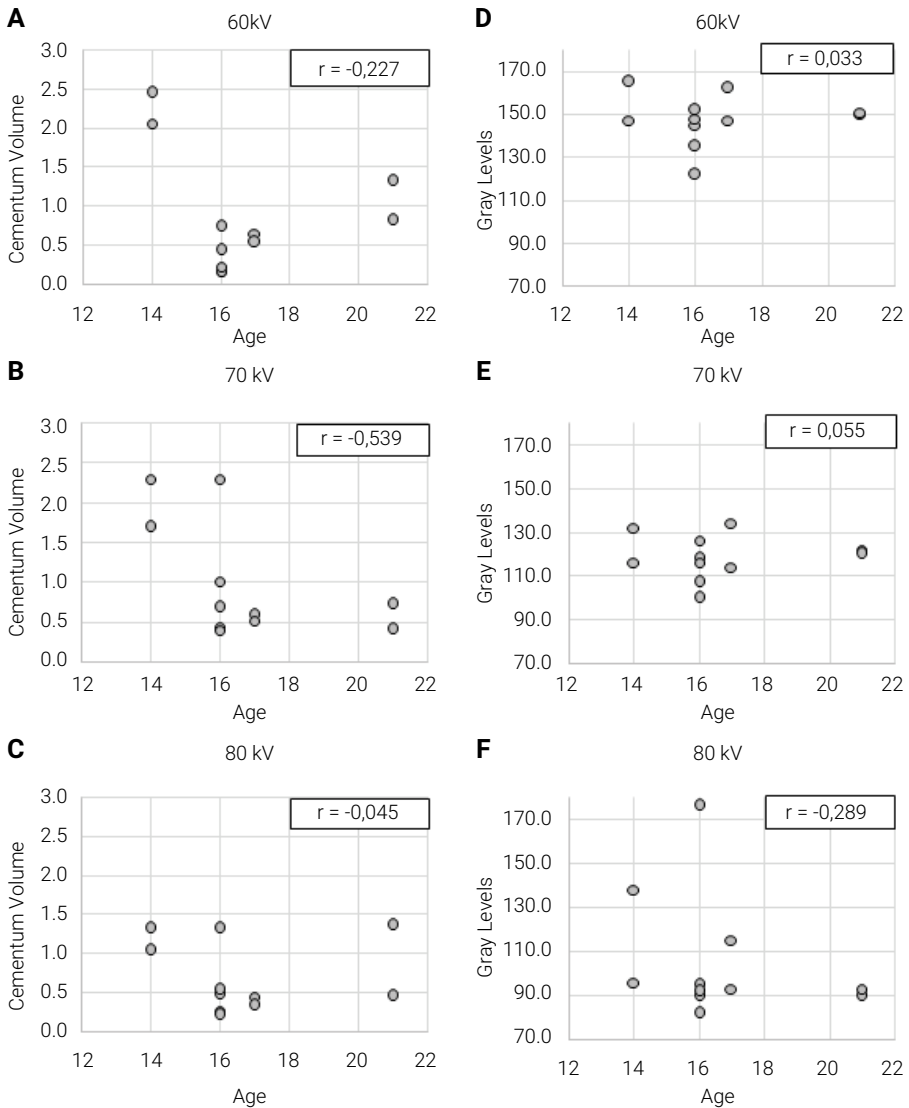 A
60kV
r = -0,227
Cementum Volume
3.0
2.5
2.0
1.5
1.0
0.5
0.0
12 14 16 18 20 22
Age
D
60kV
r = 0,033
Gray Levels
170.0
150.0
130.0
110.0
90.0
70.0
12 14 16 18 20 22
Age
B
70 kV
r = -0,539
Cementum Volume
3.0
2.5
2.0
1.5
1.0
0.5
0.0
12 14 16 18 20 22
Age
E
70 kV
r = 0,055
Gray Levels
170.0
150.0
130.0
110.0
90.0
70.0
12 14 16 18 20 22
Age
C
80 kV
r = -0,045
Cementum Volume
3.0
2.5
2.0
1.5
1.0
0.5
0.0
12 14 16 18 20 22
Age
F
80 kV
r = -0,289
Gray Levels
170.0
150.0
130.0
110.0
90.0
70.0
12 14 16 18 20 22
Age